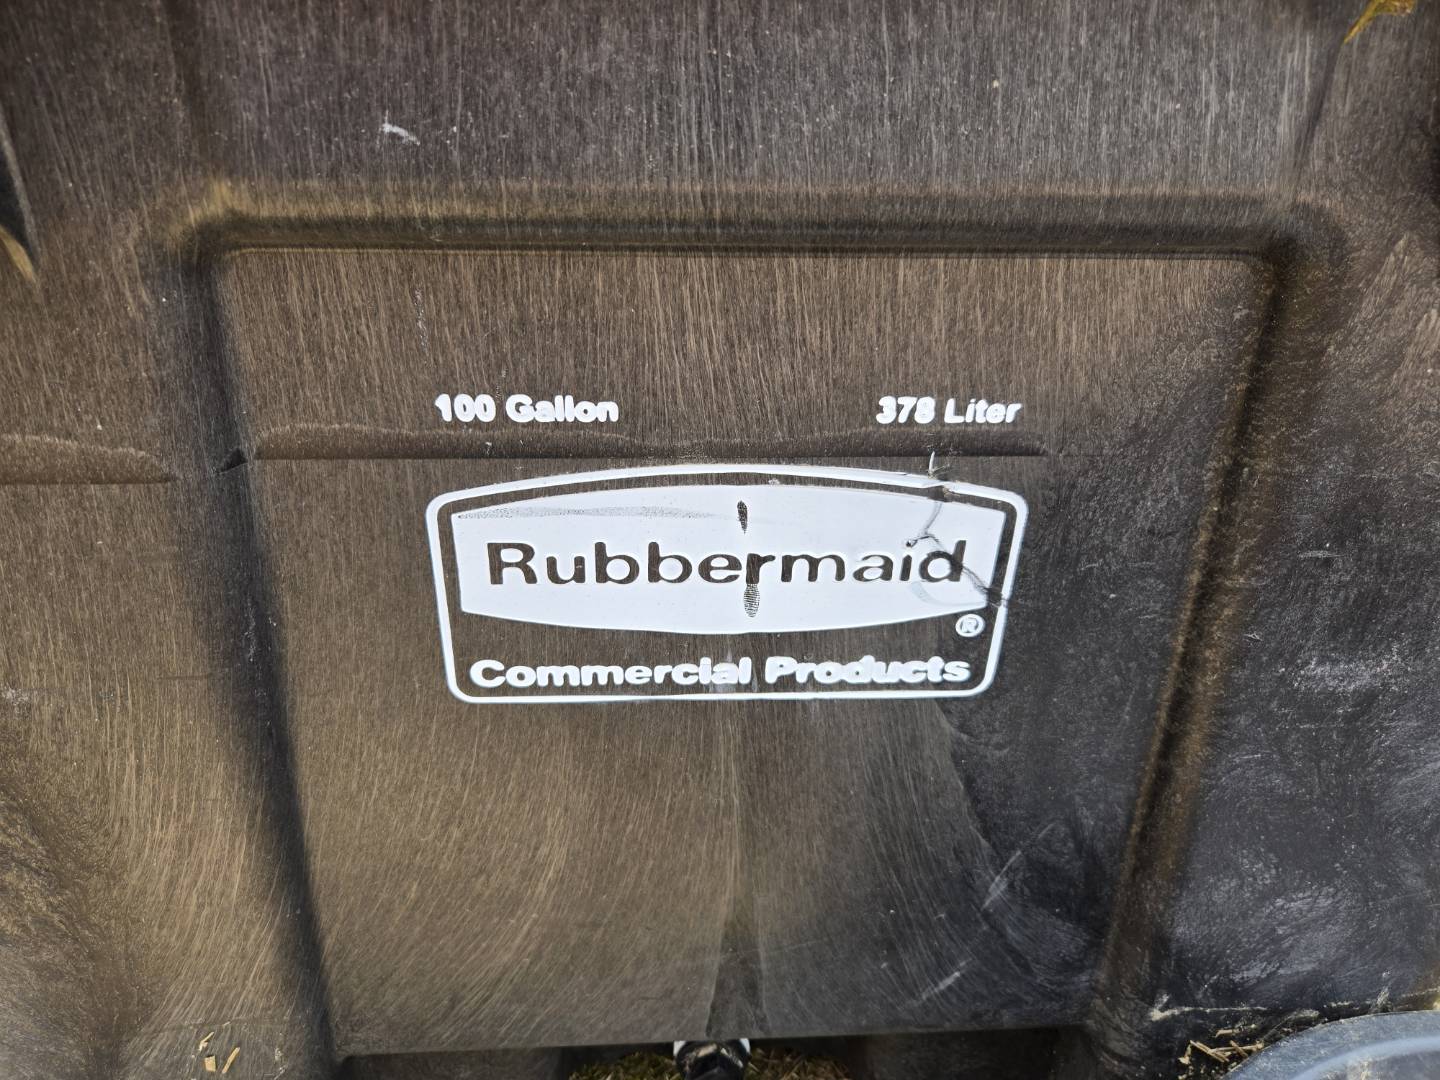 100 Gallon 378 Liter
Rubbermaid
®
Commercial Products